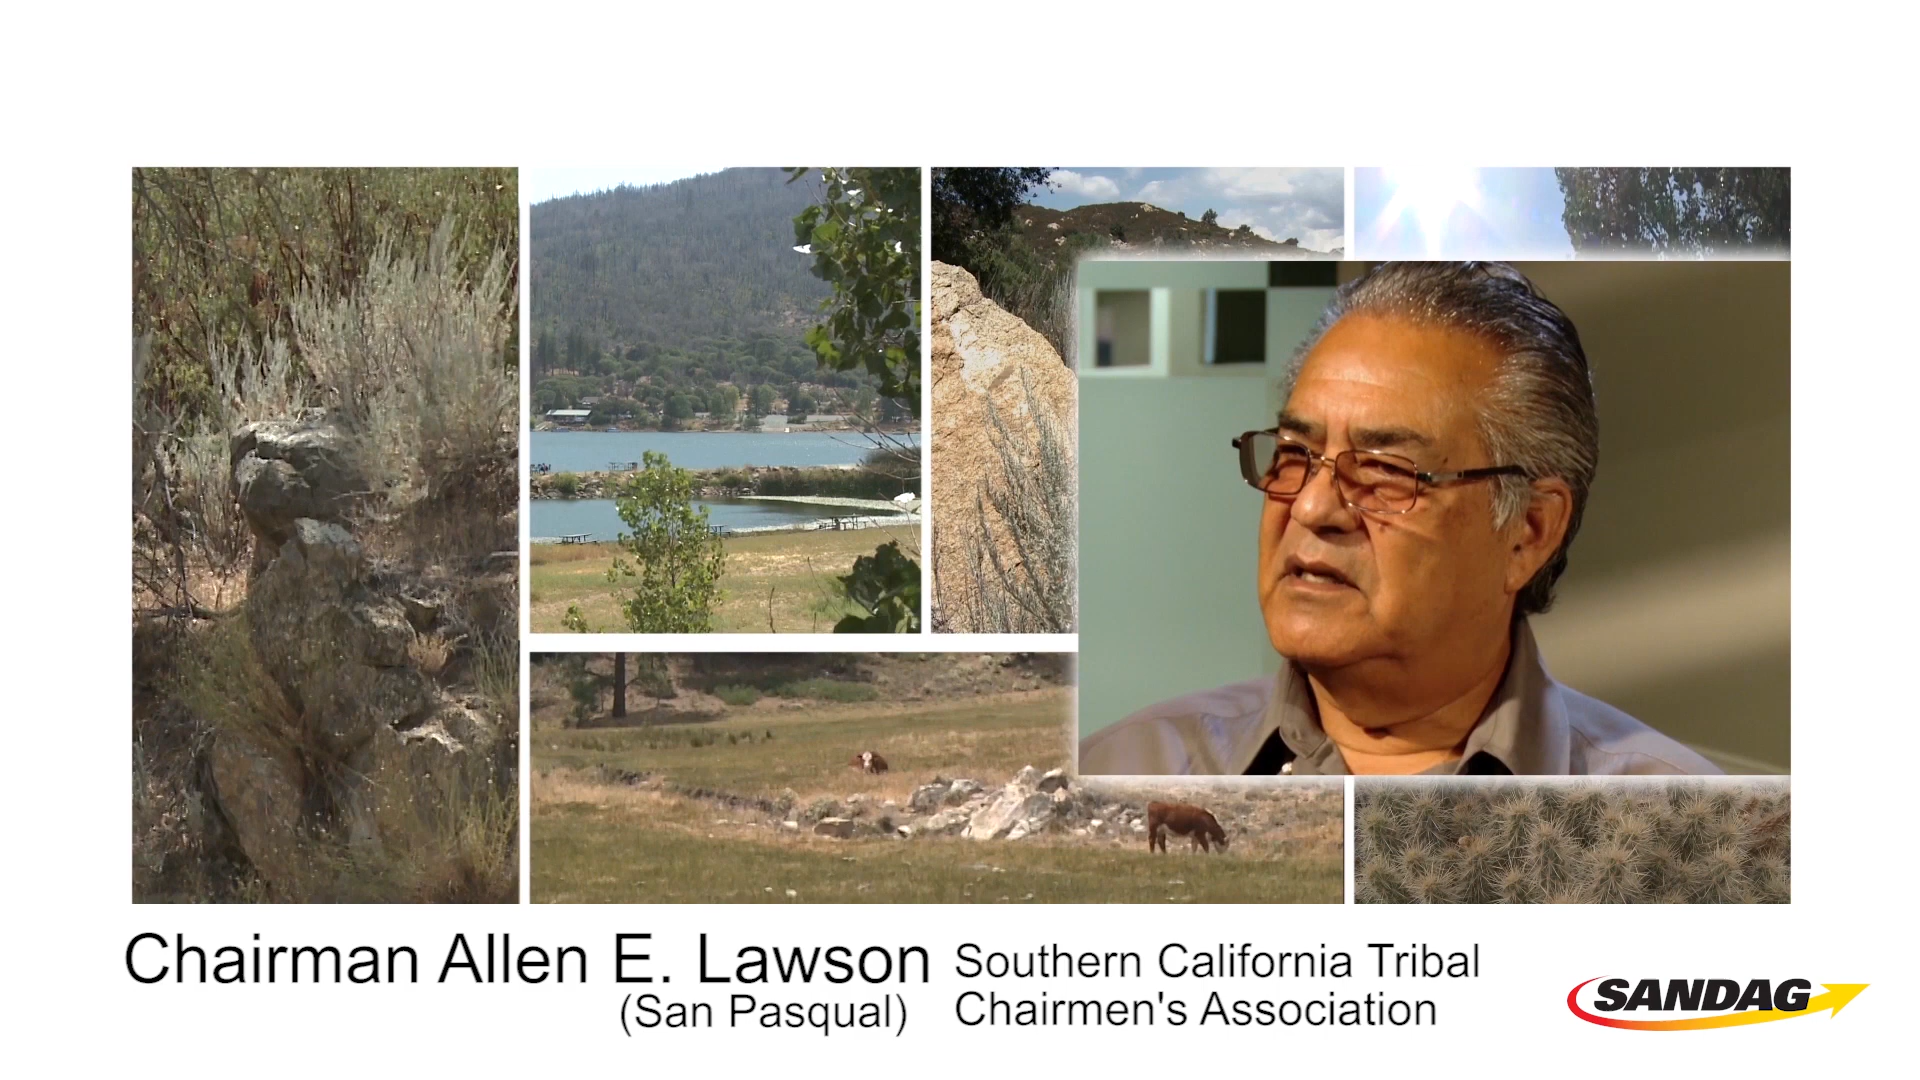 Chairman Allen E. Lawson
(San Pasqual)
Southern California Tribal
Chairmen's Association
SANDAG